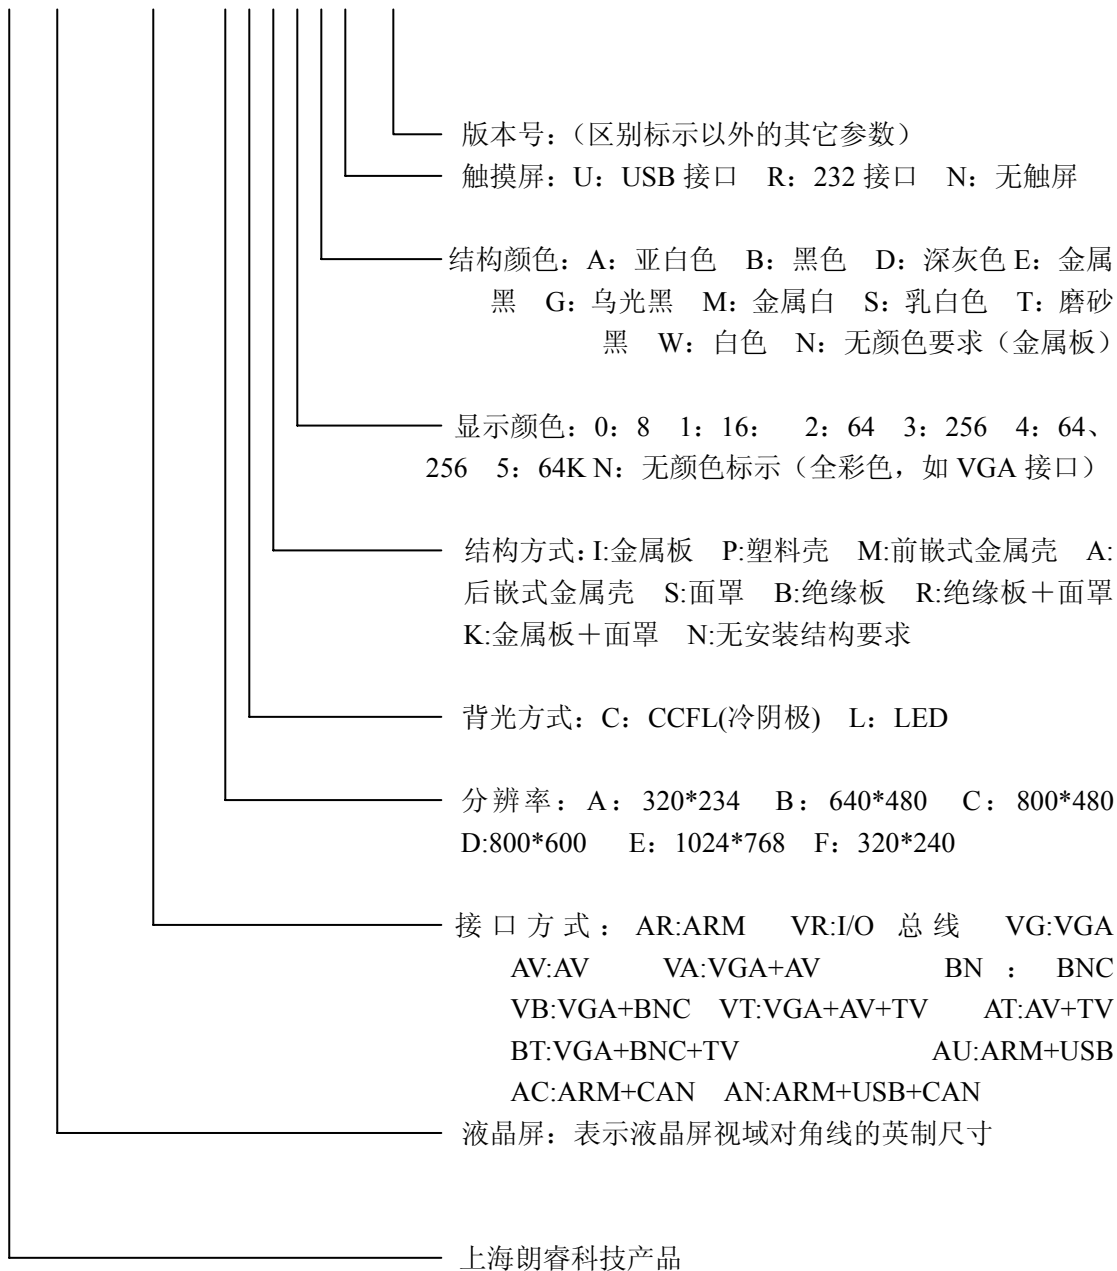 版本号：（区别标示以外的其它参数）
触摸屏：U：USB 接口 R：232 接口 N：无触屏
结构颜色：A：亚白色 B：黑色 D：深灰色 E：金属
黑 G：乌光黑 M：金属白 S：乳白色 T：磨砂
黑 W：白色 N：无颜色要求（金属板）
显示颜色：0：8 1：16： 2：64 3：256 4：64、
256 5：64K N：无颜色标示（全彩色，如 VGA 接口）
结构方式:I:金属板 P:塑料壳 M:前嵌式金属壳 A:
后嵌式金属壳 S:面罩 B:绝缘板 R:绝缘板＋面罩
K:金属板＋面罩 N:无安装结构要求
背光方式：C：CCFL(冷阴极) L：LED
分辨率：A：320*234 B：640*480 C：800*480
D:800*600 E：1024*768 F：320*240
接口方式：AR:ARM VR:I/O 总线 VG:VGA
AV:AV VA:VGA+AV BN：BNC
VB:VGA+BNC VT:VGA+AV+TV AT:AV+TV
BT:VGA+BNC+TV AU:ARM+USB
AC:ARM+CAN AN:ARM+USB+CAN
液晶屏：表示液晶屏视域对角线的英制尺寸
上海朗睿科技产品